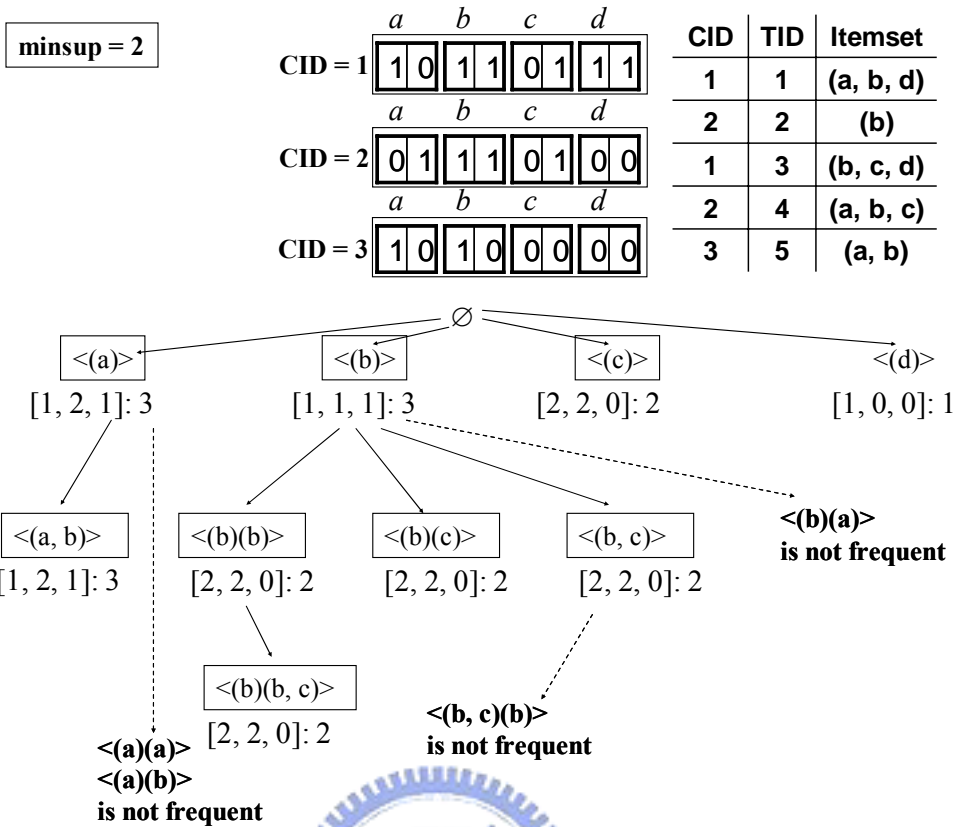 minsup = 2
a b c d
CID = 1 1 0 1 1 0 1 1 1
a b c d
CID = 2 0 1 1 1 0 1 0 0
a b c d
CID = 3 1 0 1 0 0 0 0 0
CID TID Itemset
1 1 (a, b, d)
2 2 (b)
1 3 (b, c, d)
2 4 (a, b, c)
3 5 (a, b)
∅
<(a)> <(b)> <(c)> <(d)>
[1, 2, 1]: 3 [1, 1, 1]: 3 [2, 2, 0]: 2 [1, 0, 0]: 1
<(a, b)> <(b)(b)> <(b)(c)> <(b, c)>
[1, 2, 1]: 3 [2, 2, 0]: 2 [2, 2, 0]: 2 [2, 2, 0]: 2
<(b)(a)>
is not frequent
<(b)(b, c)>
[2, 2, 0]: 2
<(b, c)(b)>
is not frequent
<(a)(a)>
<(a)(b)>
is not frequent